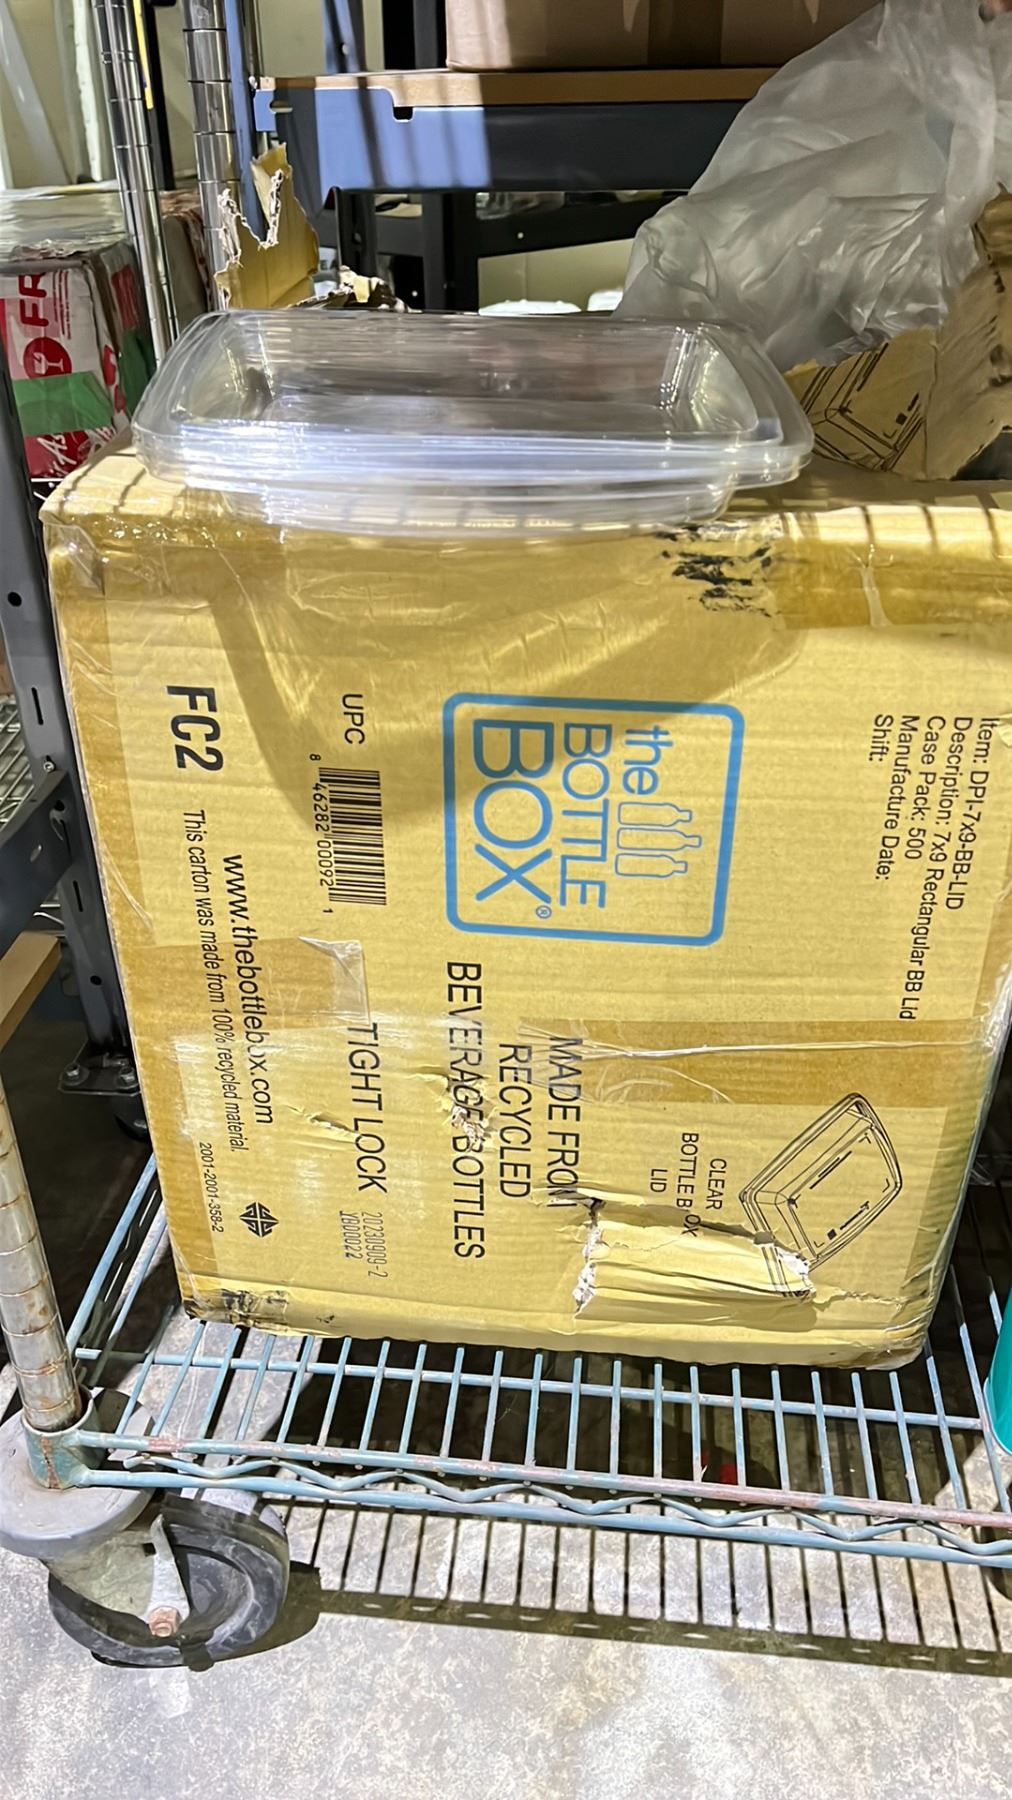 Item: DPI-7x9-BB-LID
Description: 7x9 Rectangular BB Lid
Case Pack: 500
Manufacture Date:
Shift:
the
BOTTLE
BOX®
CLEAR
BOTTLE BOX
LID
MADE FROM
RECYCLED
BEVERAGE BOTTLES
UPC
8 46282 00092 1
TIGHT LOCK
20230909-2
YB00022
FC2
www.thebottlebox.com
This carton was made from 100% recycled material.
2001-2001-358-2
FR